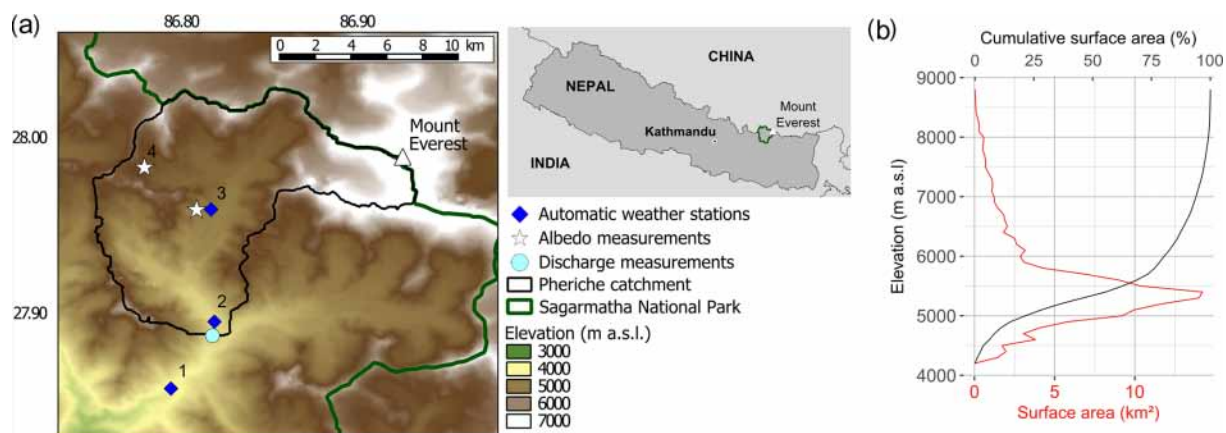 (a)
86.80
86.90
0 2 4 6 8 10 km
28.00
27.90
Mount
Everest
4
3
2
1
CHINA
NEPAL
Mount
Everest
Kathmandu
INDIA
Automatic weather stations
Albedo measurements
Discharge measurements
Pheriche catchment
Sagarmatha National Park
Elevation (m a.s.l.)
3000
4000
5000
6000
7000
(b)
Cumulative surface area (%)
0 25 50 75 100
Elevation (m a.s.l)
9000
8000
7000
6000
5000
4000
0 5 10
Surface area (km²)